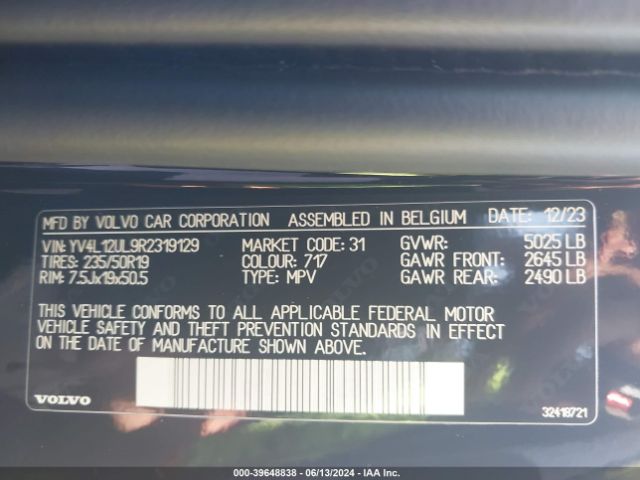 MFD BY VOLVO CAR CORPORATION ASSEMBLED IN BELGIUM DATE: 12/23
VIN: YV4L12UL9R2319129 MARKET CODE: 31 GVWR: 5025 LB
TIRES: 235/50R19 COLOUR: 717 GAWR FRONT: 2645 LB
RIM: 7.5Jx19x50.5 TYPE: MPV GAWR REAR: 2490 LB
THIS VEHICLE CONFORMS TO ALL APPLICABLE FEDERAL MOTOR
VEHICLE SAFETY AND THEFT PREVENTION STANDARDS IN EFFECT
ON THE DATE OF MANUFACTURE SHOWN ABOVE.
VOLVO 32418721
000-39648838 - 06/13/2024 - IAA Inc.